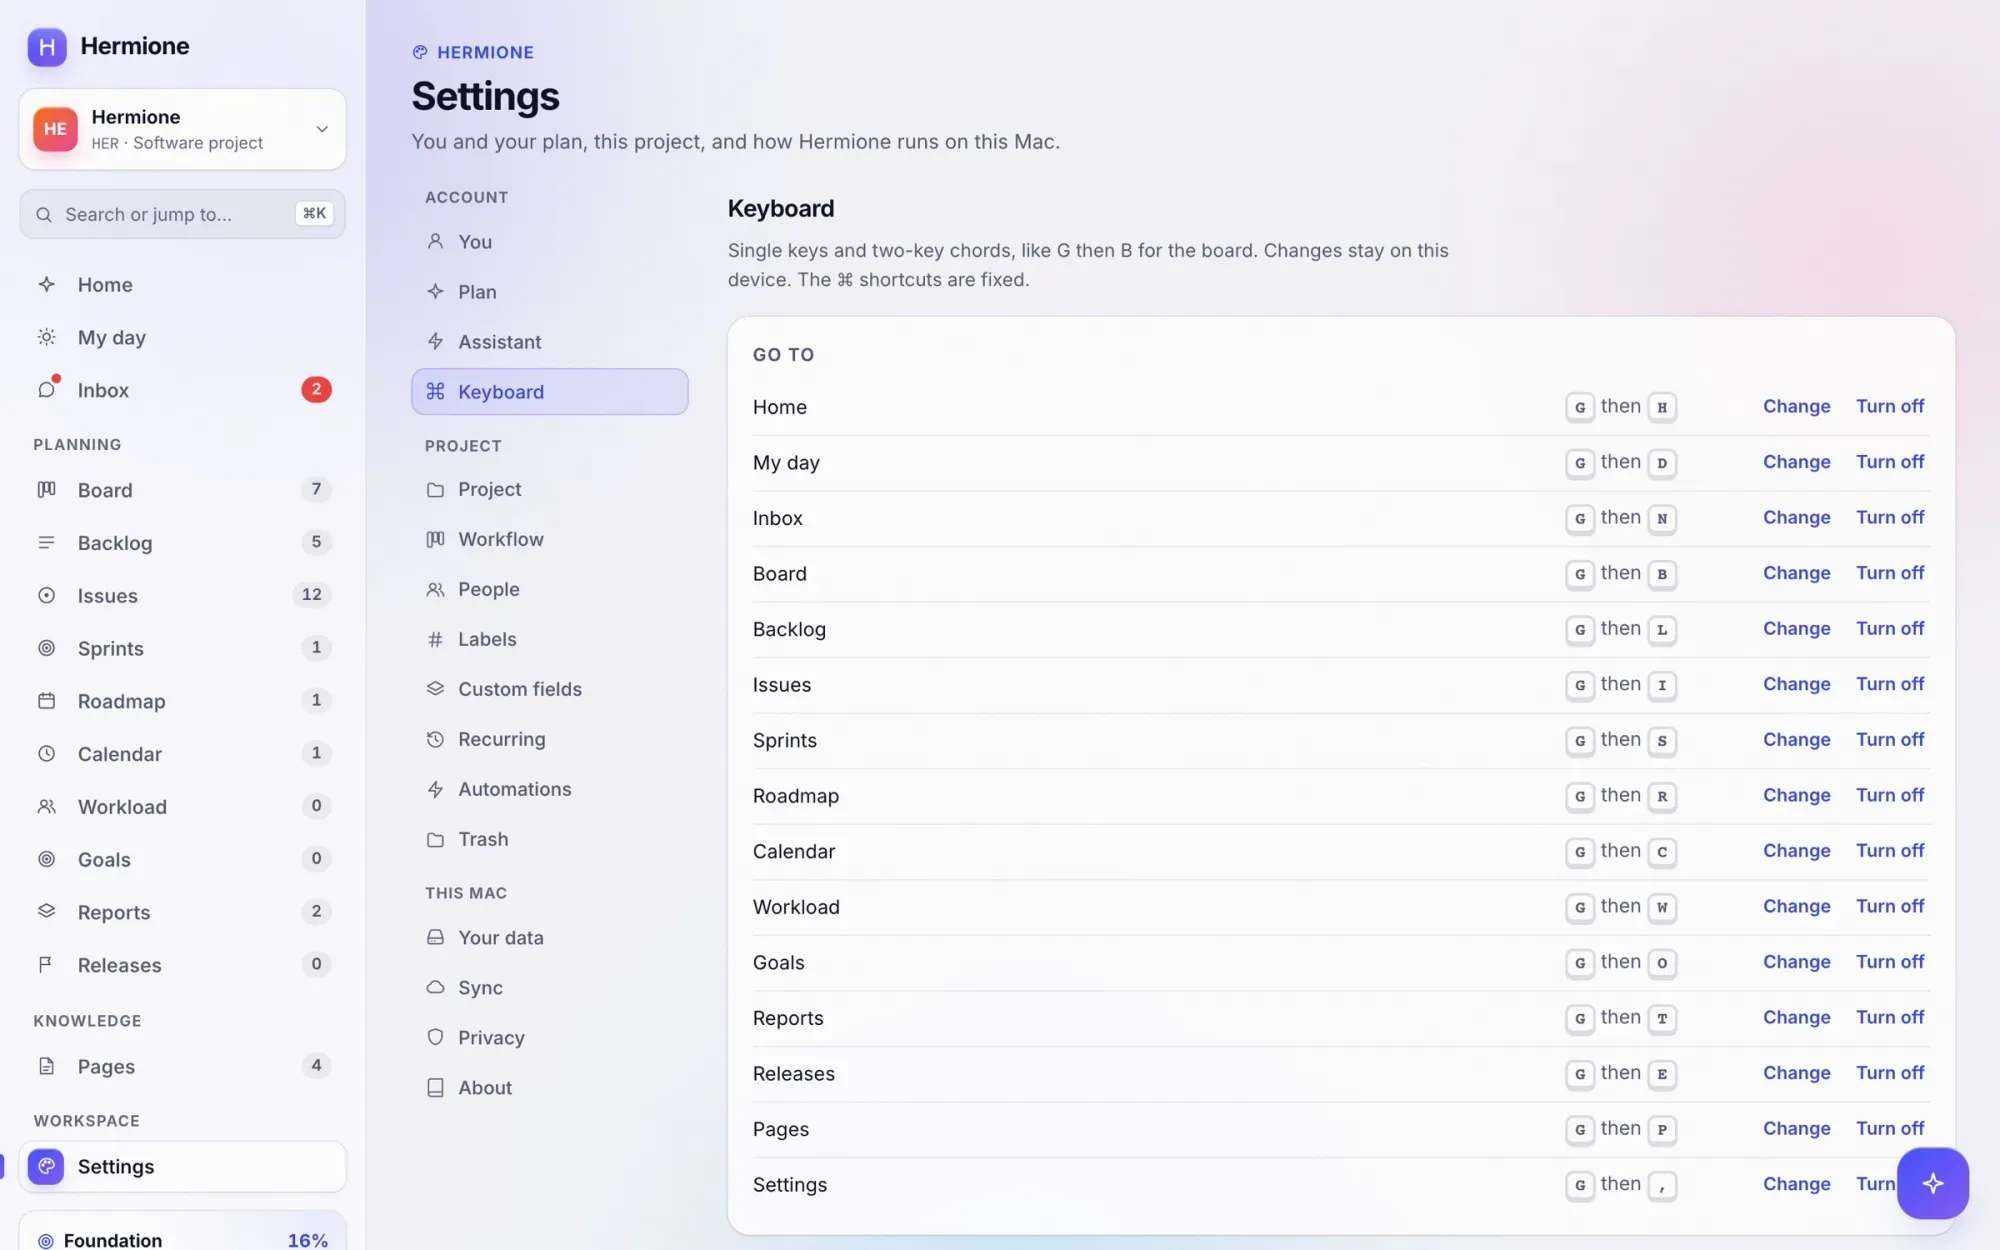 H Hermione
HE Hermione
HER · Software project
Search or jump to... ⌘K
Home
My day
Inbox 2
PLANNING
Board 7
Backlog 5
Issues 12
Sprints 1
Roadmap 1
Calendar 1
Workload 0
Goals 0
Reports 2
Releases 0
KNOWLEDGE
Pages 4
WORKSPACE
Settings
Foundation 16%
HERMIONE
Settings
You and your plan, this project, and how Hermione runs on this Mac.
ACCOUNT
You
Plan
Assistant
Keyboard
PROJECT
Project
Workflow
People
Labels
Custom fields
Recurring
Automations
Trash
THIS MAC
Your data
Sync
Privacy
About
Keyboard
Single keys and two-key chords, like G then B for the board. Changes stay on this
device. The ⌘ shortcuts are fixed.
GO TO
Home G then H Change Turn off
My day G then D Change Turn off
Inbox G then N Change Turn off
Board G then B Change Turn off
Backlog G then L Change Turn off
Issues G then I Change Turn off
Sprints G then S Change Turn off
Roadmap G then R Change Turn off
Calendar G then C Change Turn off
Workload G then W Change Turn off
Goals G then O Change Turn off
Reports G then T Change Turn off
Releases G then E Change Turn off
Pages G then P Change Turn off
Settings G then , Change Turn